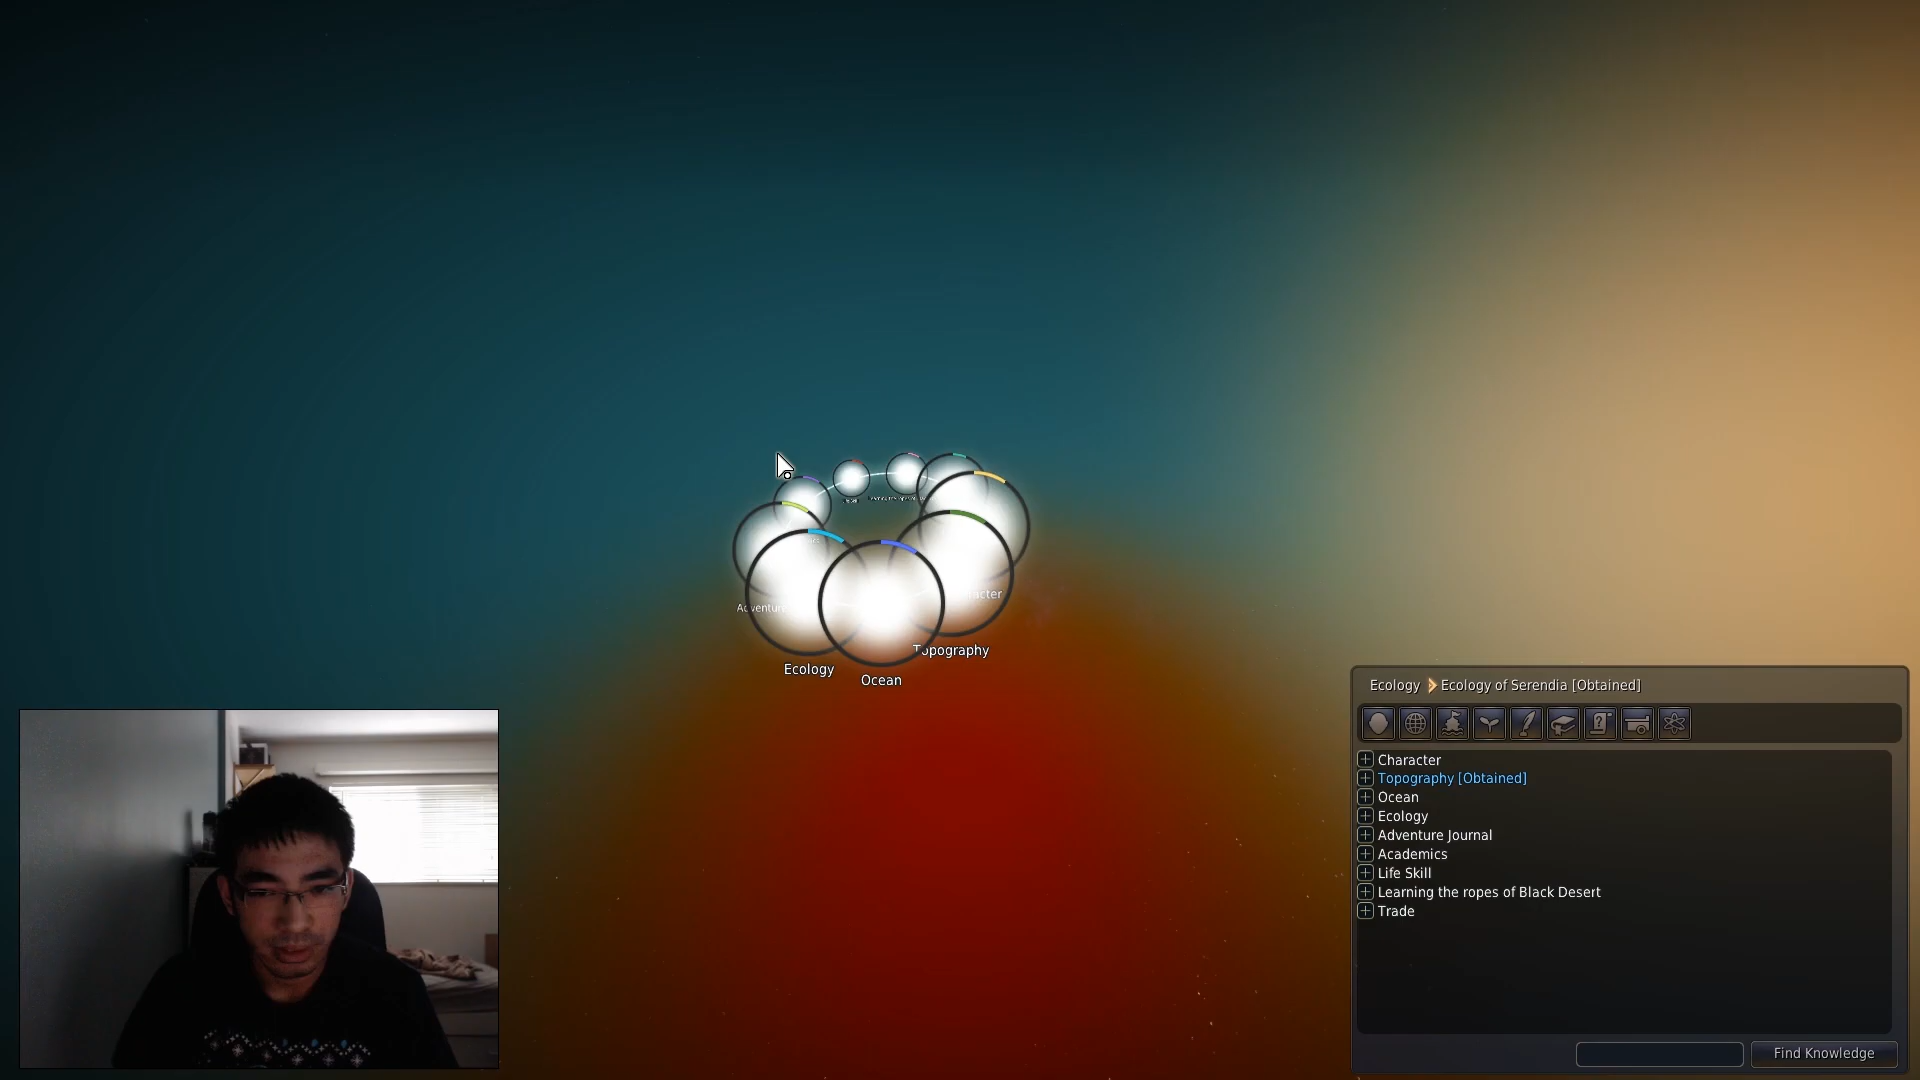 Adventure
acter
Topography
Ecology
Ocean
Ecology Ecology of Serendia [Obtained]
Character
Topography [Obtained]
Ocean
Ecology
Adventure Journal
Academics
Life Skill
Learning the ropes of Black Desert
Trade
Find Knowledge